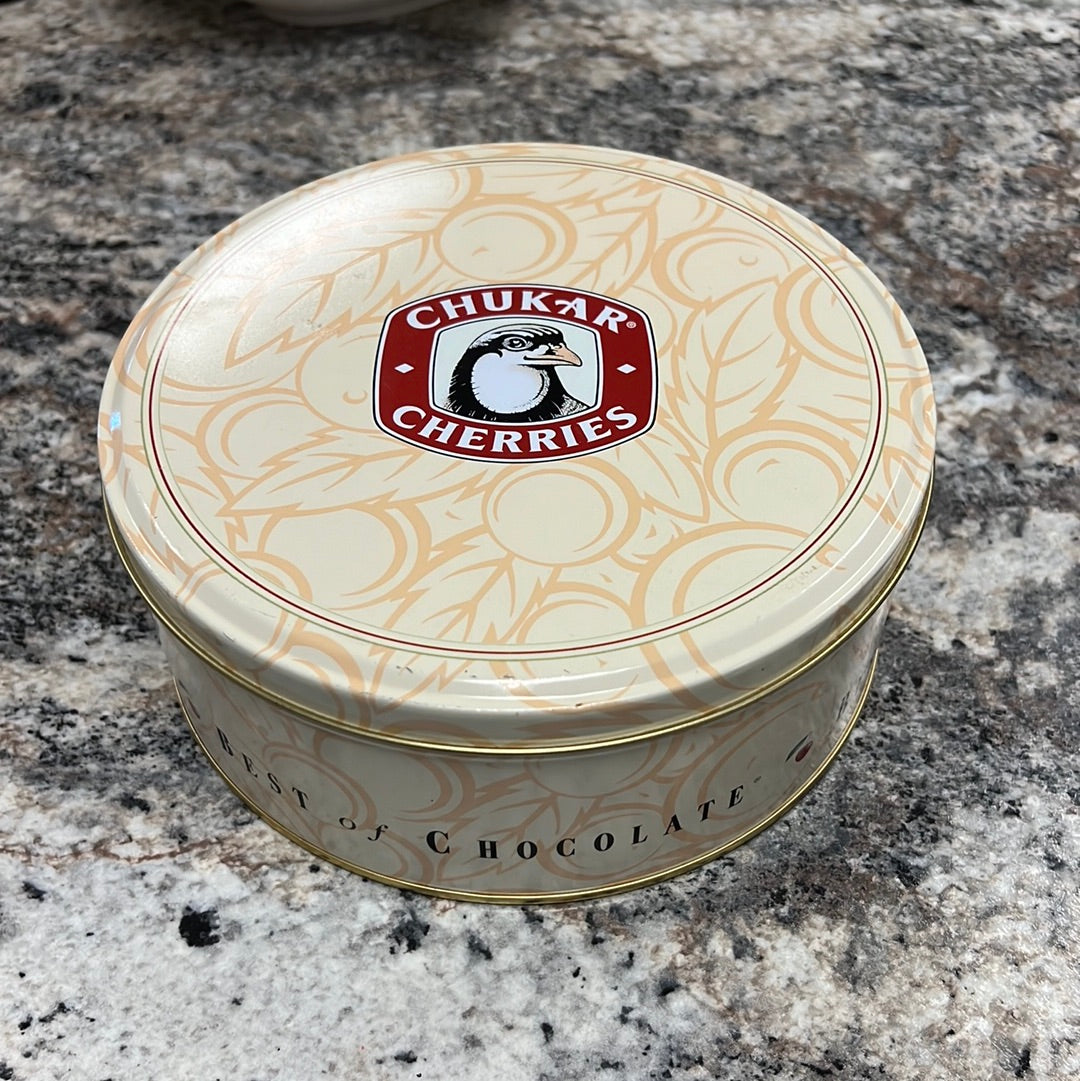 CHUKAR®
CHERRIES
BEST of CHOCOLATE®